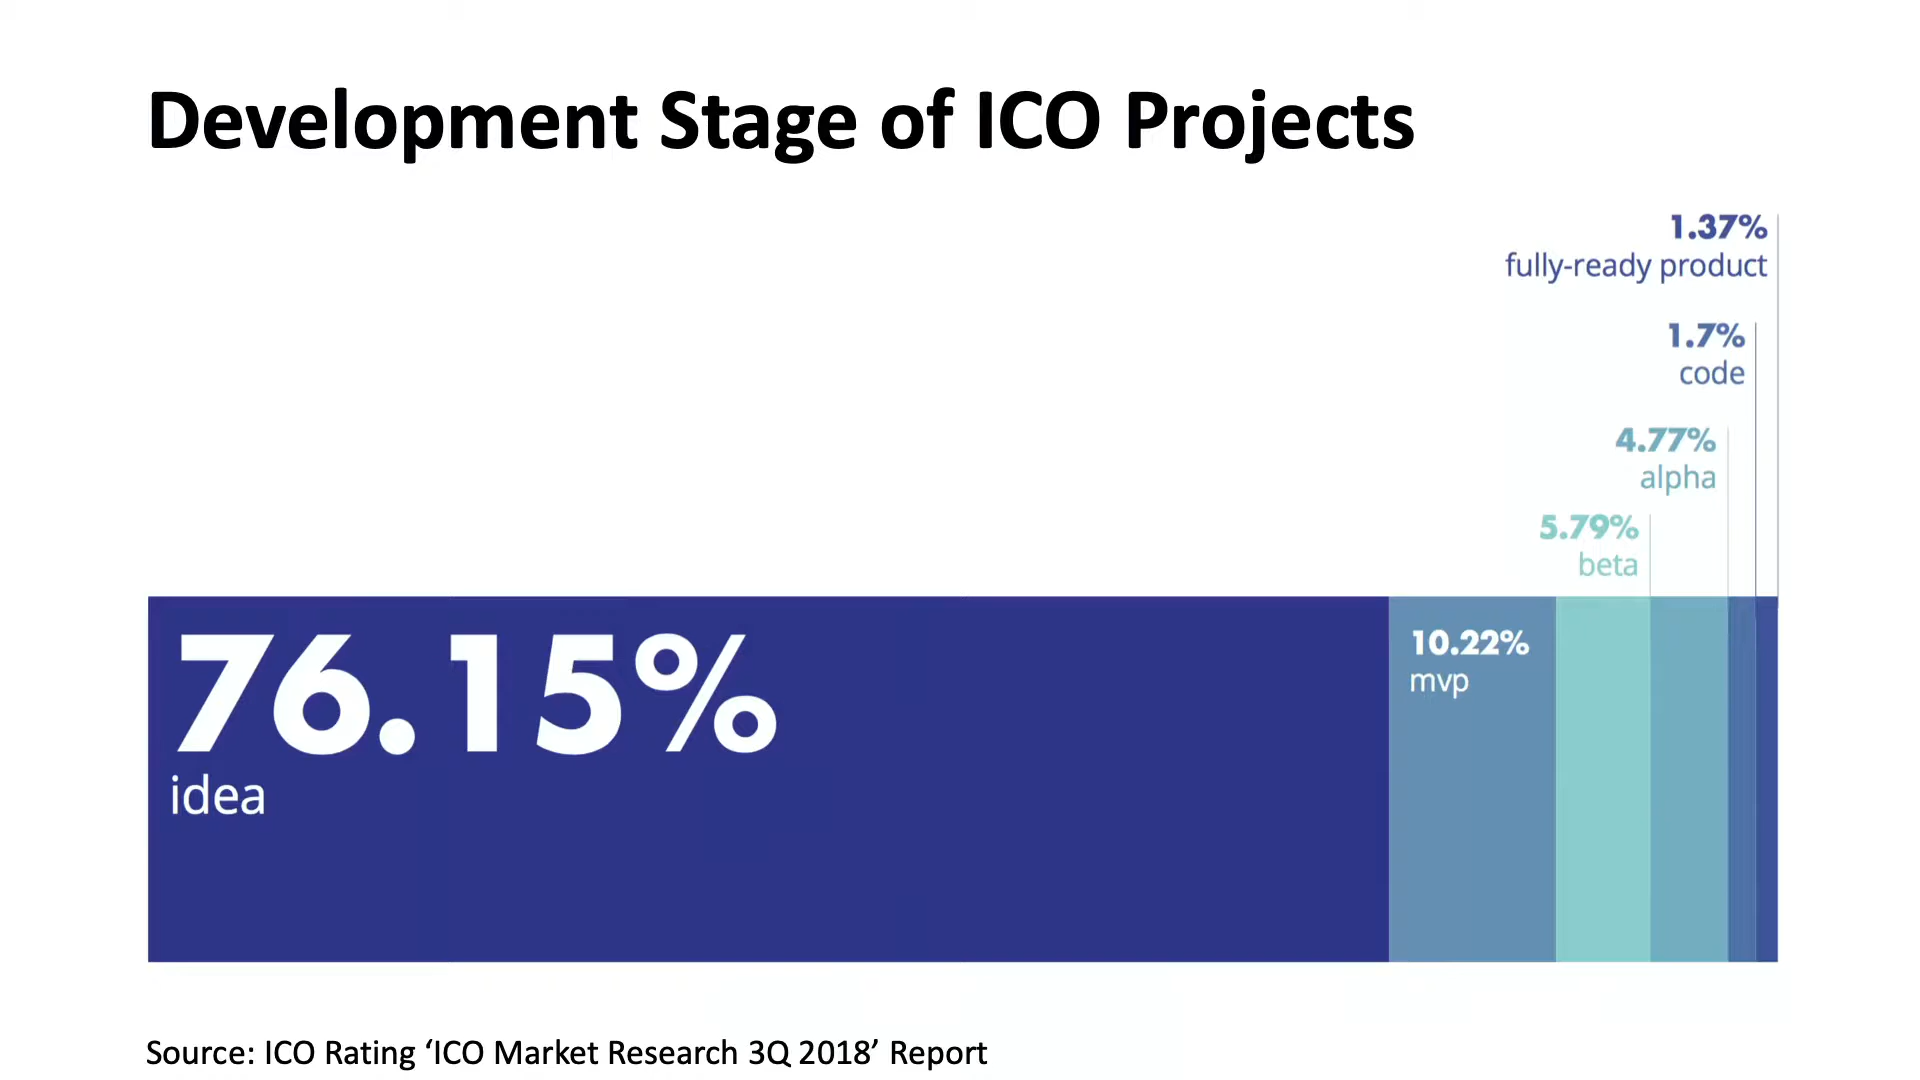 Development Stage of ICO Projects
1.37%
fully-ready product
1.7%
code
4.77%
alpha
5.79%
beta
76.15%
idea
10.22%
mvp
Source: ICO Rating ‘ICO Market Research 3Q 2018’ Report